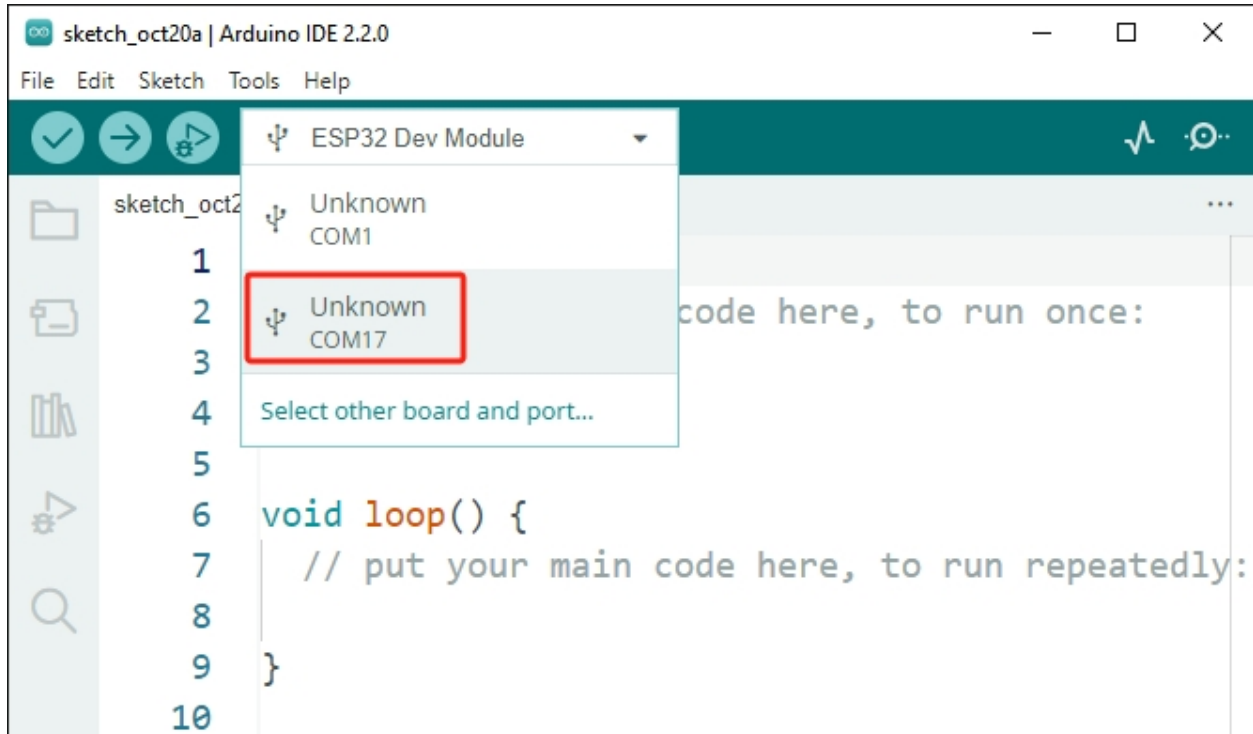 sketch_oct20a | Arduino IDE 2.2.0
File Edit Sketch Tools Help
ESP32 Dev Module
sketch_oct2
Unknown
COM1
Unknown
COM17
Select other board and port...
1
2 code here, to run once:
3
4
5
6 void loop() {
7 // put your main code here, to run repeatedly:
8
9 }
10